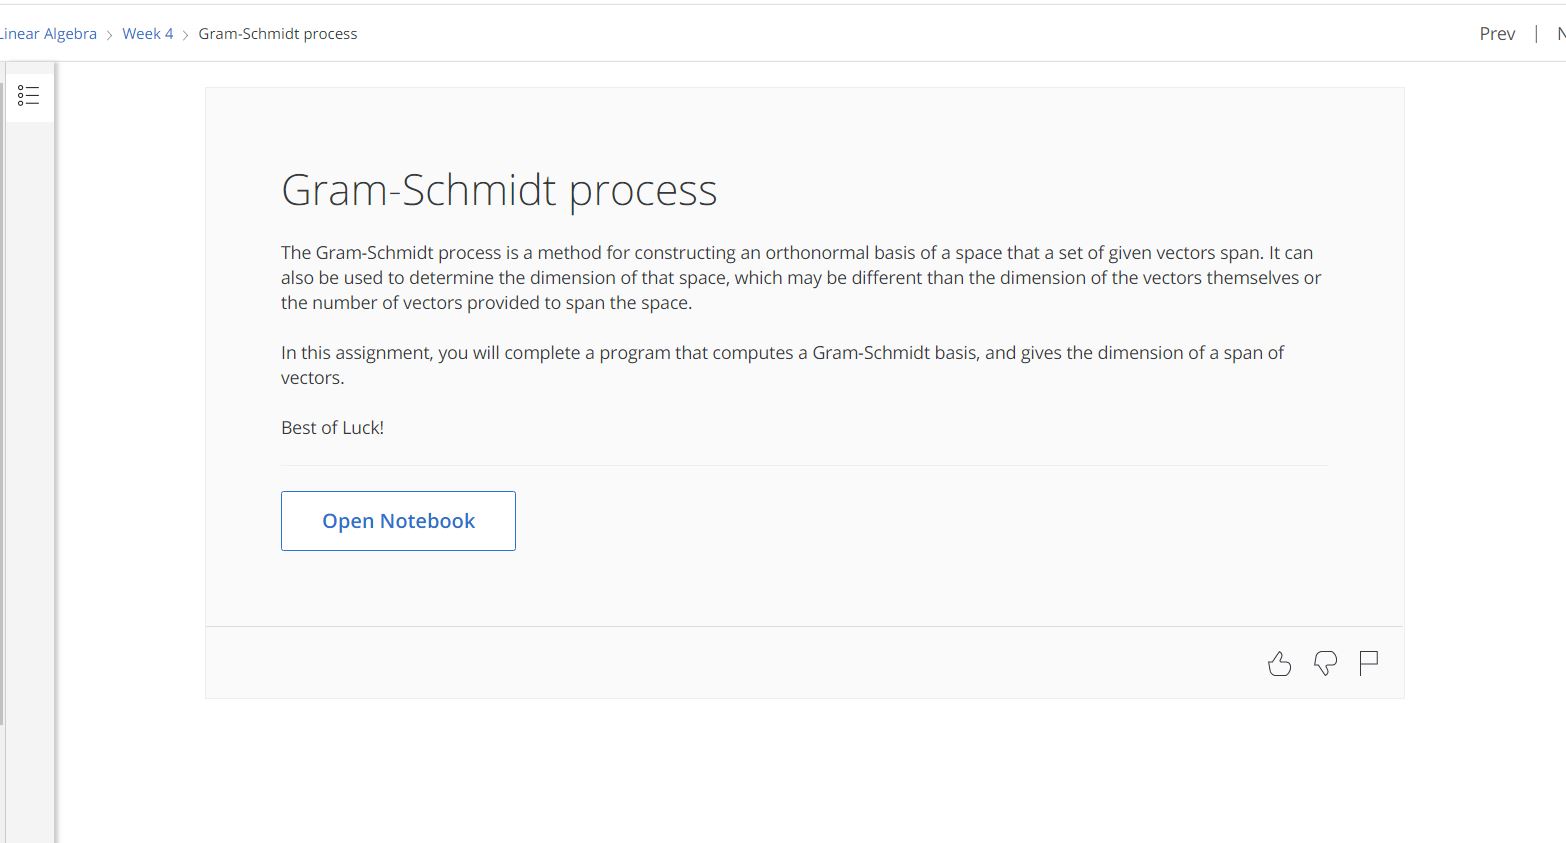 Linear Algebra > Week 4 > Gram-Schmidt process
Prev | N
Gram-Schmidt process
The Gram-Schmidt process is a method for constructing an orthonormal basis of a space that a set of given vectors span. It can
also be used to determine the dimension of that space, which may be different than the dimension of the vectors themselves or
the number of vectors provided to span the space.
In this assignment, you will complete a program that computes a Gram-Schmidt basis, and gives the dimension of a span of
vectors.
Best of Luck!
Open Notebook